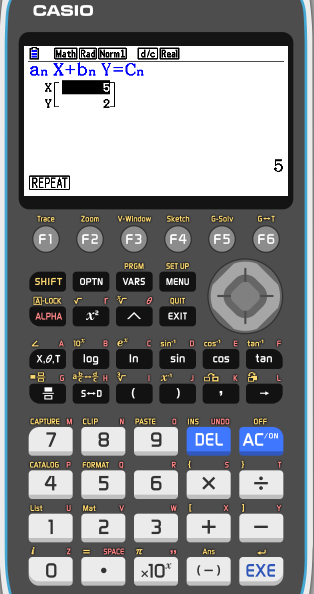 CASIO
Math Rad Norm1 d/c Real
an X+bn Y=Cn
X 5
Y 2
5
REPEAT
Trace Zoom V-Window Sketch G-Solv G↔T
F1 F2 F3 F4 F5 F6
PRGM SET UP
SHIFT OPTN VARS MENU
A-LOCK √ r ∛ θ QUIT
ALPHA x² ^ EXIT
∠ A 10ˣ B eˣ C sin⁻¹ D cos⁻¹ E tan⁻¹ F
X,θ,T log ln sin cos tan
G a b/c↔d/c H ∛ I x⁻¹ J K L
S↔D ( ) , →
CAPTURE M CLIP N PASTE O INS UNDO OFF
7 8 9 DEL AC/ON
CATALOG P FORMAT Q R { S } T
4 5 6 × ÷
List U Mat V W [ X ] Y
1 2 3 + −
i Z = SPACE π " Ans ↵
0 • ×10ˣ (−) EXE